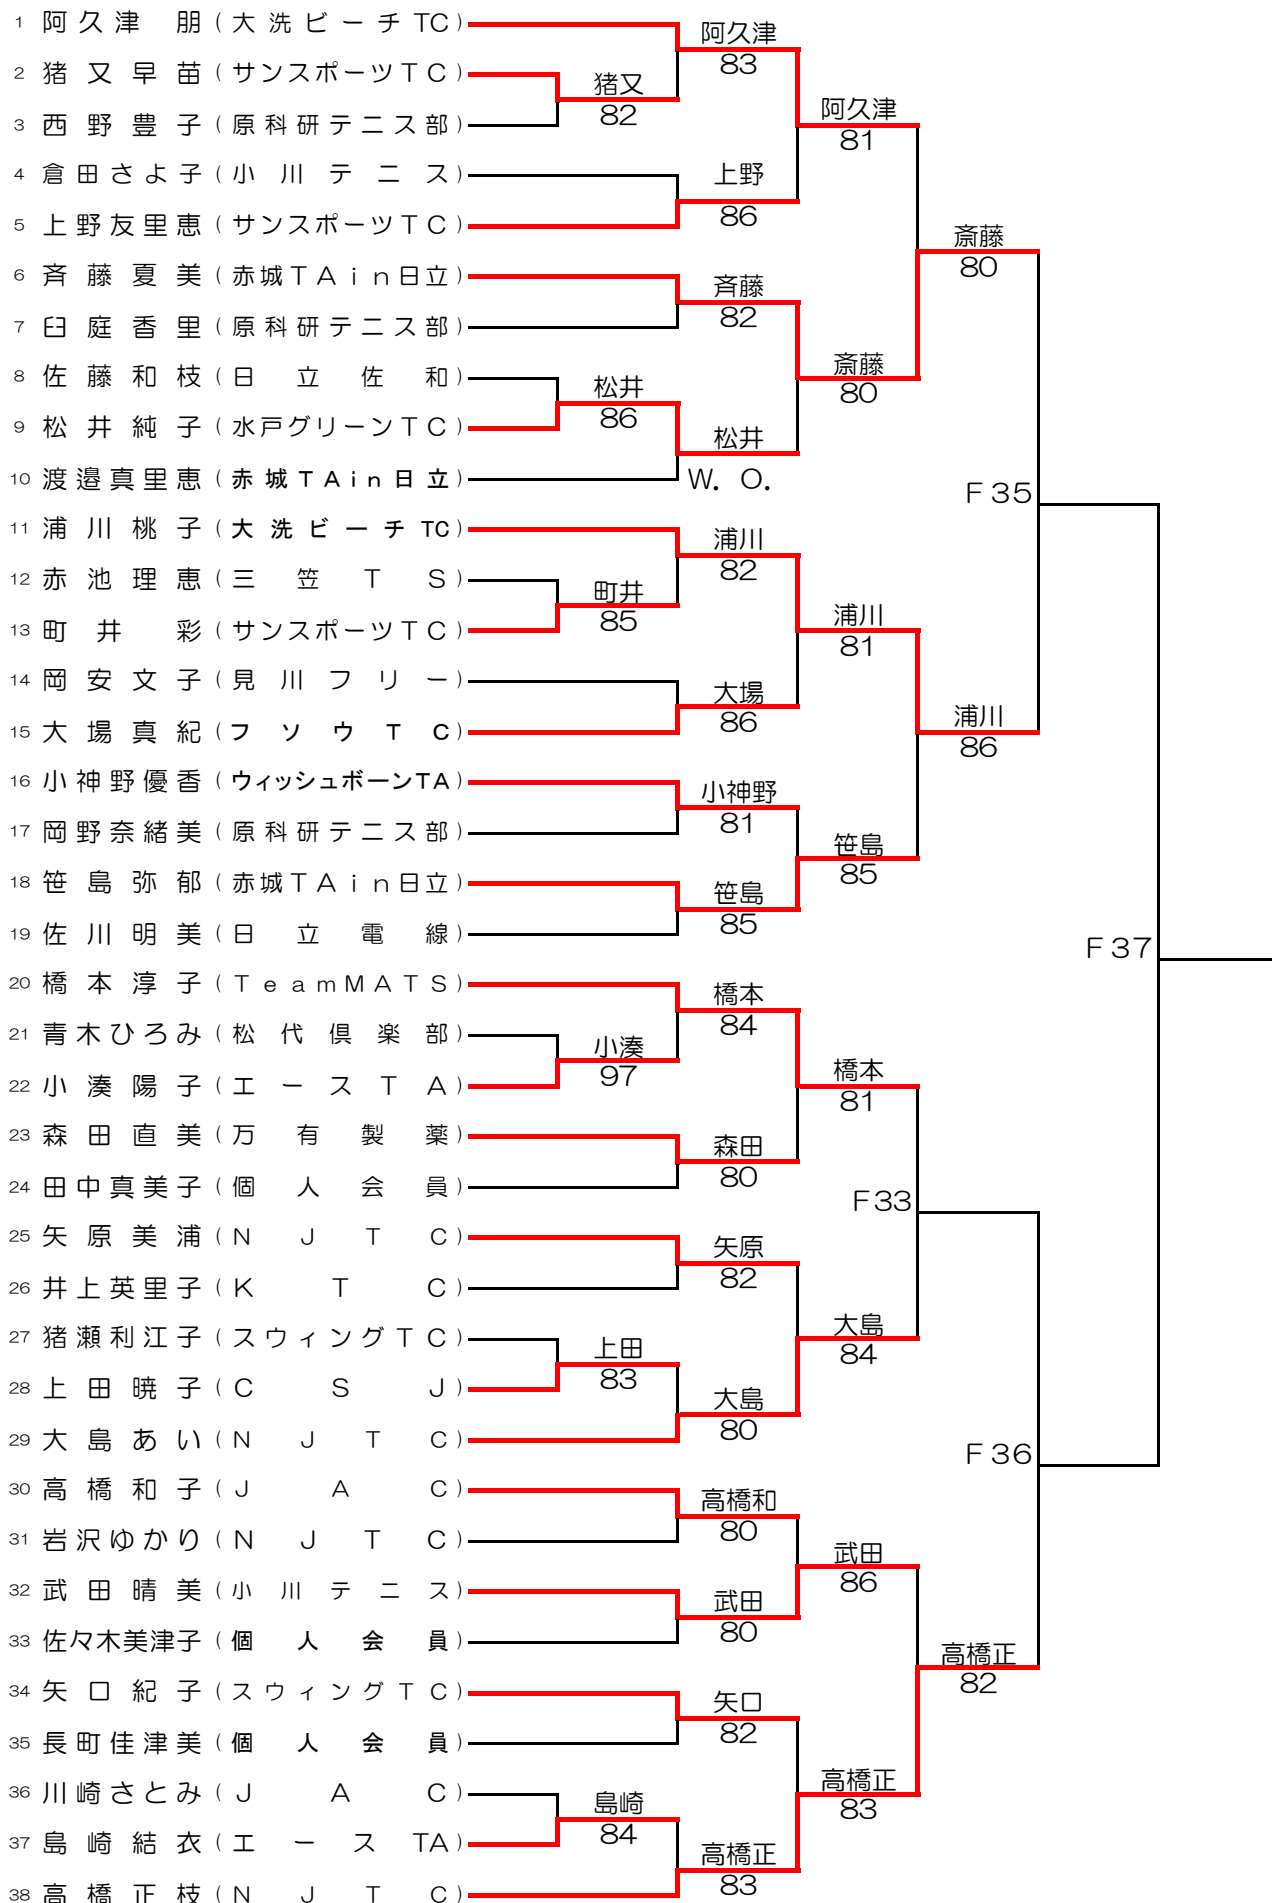 1 阿久津 朋 (大洗ビーチTC)
2 猪又早苗 (サンスポーツTC)
3 西野豊子 (原科研テニス部)
4 倉田さよ子 (小川テニス)
5 上野友里恵 (サンスポーツTC)
6 斉藤夏美 (赤城TAin日立)
7 臼庭香里 (原科研テニス部)
8 佐藤和枝 (日立佐和)
9 松井純子 (水戸グリーンTC)
10 渡邉真里恵 (赤城TAin日立)
11 浦川桃子 (大洗ビーチTC)
12 赤池理恵 (三笠TS)
13 町井 彩 (サンスポーツTC)
14 岡安文子 (見川フリー)
15 大場真紀 (フソウTC)
16 小神野優香 (ウィッシュボーンTA)
17 岡野奈緒美 (原科研テニス部)
18 笹島弥郁 (赤城TAin日立)
19 佐川明美 (日立電線)
20 橋本淳子 (TeamMATS)
21 青木ひろみ (松代倶楽部)
22 小湊陽子 (エースTA)
23 森田直美 (万有製薬)
24 田中真美子 (個人会員)
25 矢原美浦 (NJTC)
26 井上英里子 (KTC)
27 猪瀬利江子 (スウィングTC)
28 上田暁子 (CSJ)
29 大島あい (NJTC)
30 高橋和子 (JAC)
31 岩沢ゆかり (NJTC)
32 武田晴美 (小川テニス)
33 佐々木美津子 (個人会員)
34 矢口紀子 (スウィングTC)
35 長町佳津美 (個人会員)
36 川崎さとみ (JAC)
37 島崎結衣 (エースTA)
38 高橋正枝 (NJTC)
猪又
82
松井
86
町井
85
小湊
97
上田
83
島崎
84
阿久津
83
上野
86
斉藤
82
松井
W. O.
浦川
82
大場
86
小神野
81
笹島
85
橋本
84
森田
80
矢原
82
大島
80
高橋和
80
武田
80
矢口
82
高橋正
83
阿久津
81
斎藤
80
浦川
81
笹島
85
橋本
81
大島
84
武田
86
高橋正
83
斎藤
80
浦川
86
F33
高橋正
82
F35
F36
F37